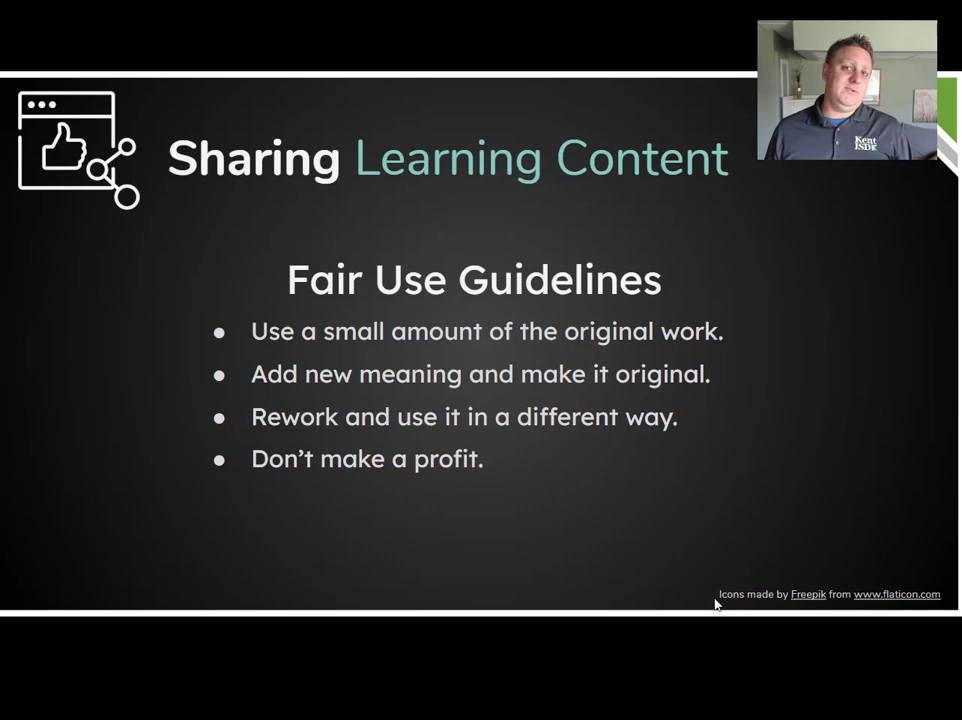 Sharing Learning Content
Kent
ISD
Fair Use Guidelines
● Use a small amount of the original work.
● Add new meaning and make it original.
● Rework and use it in a different way.
● Don’t make a profit.
Icons made by Freepik from www.flaticon.com